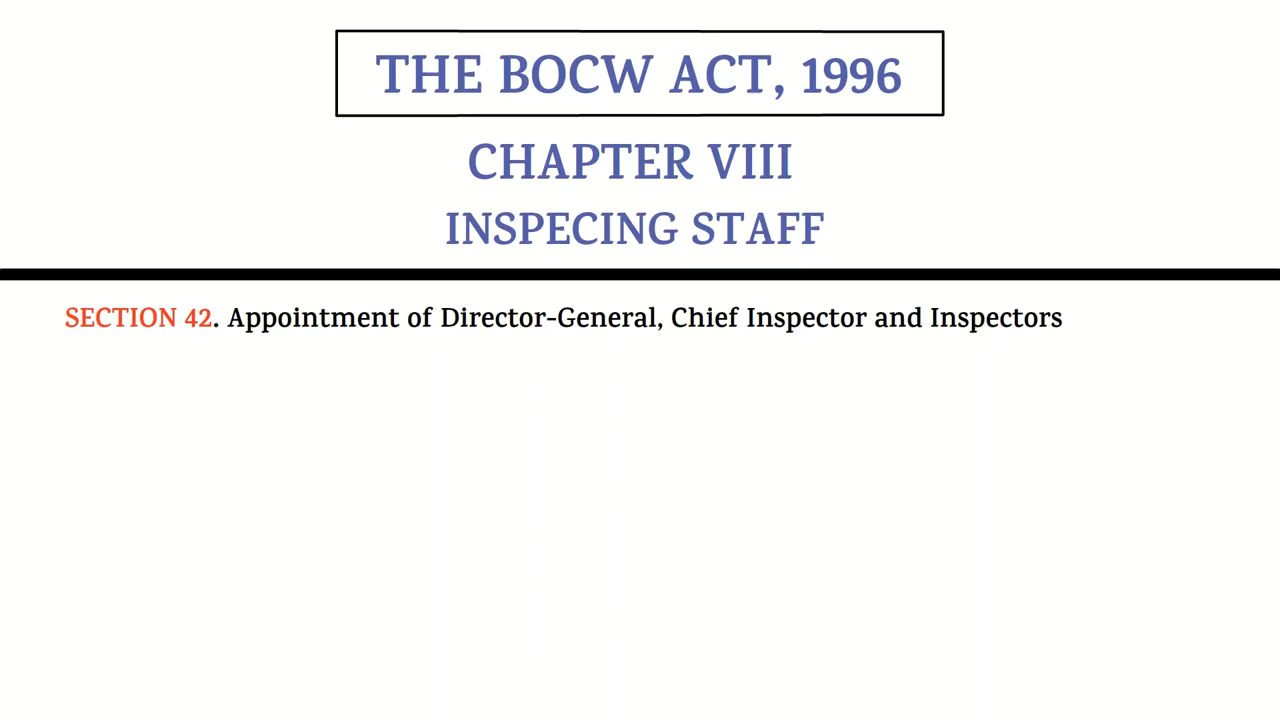 THE BOCW ACT, 1996
CHAPTER VIII
INSPECING STAFF
SECTION 42. Appointment of Director-General, Chief Inspector and Inspectors